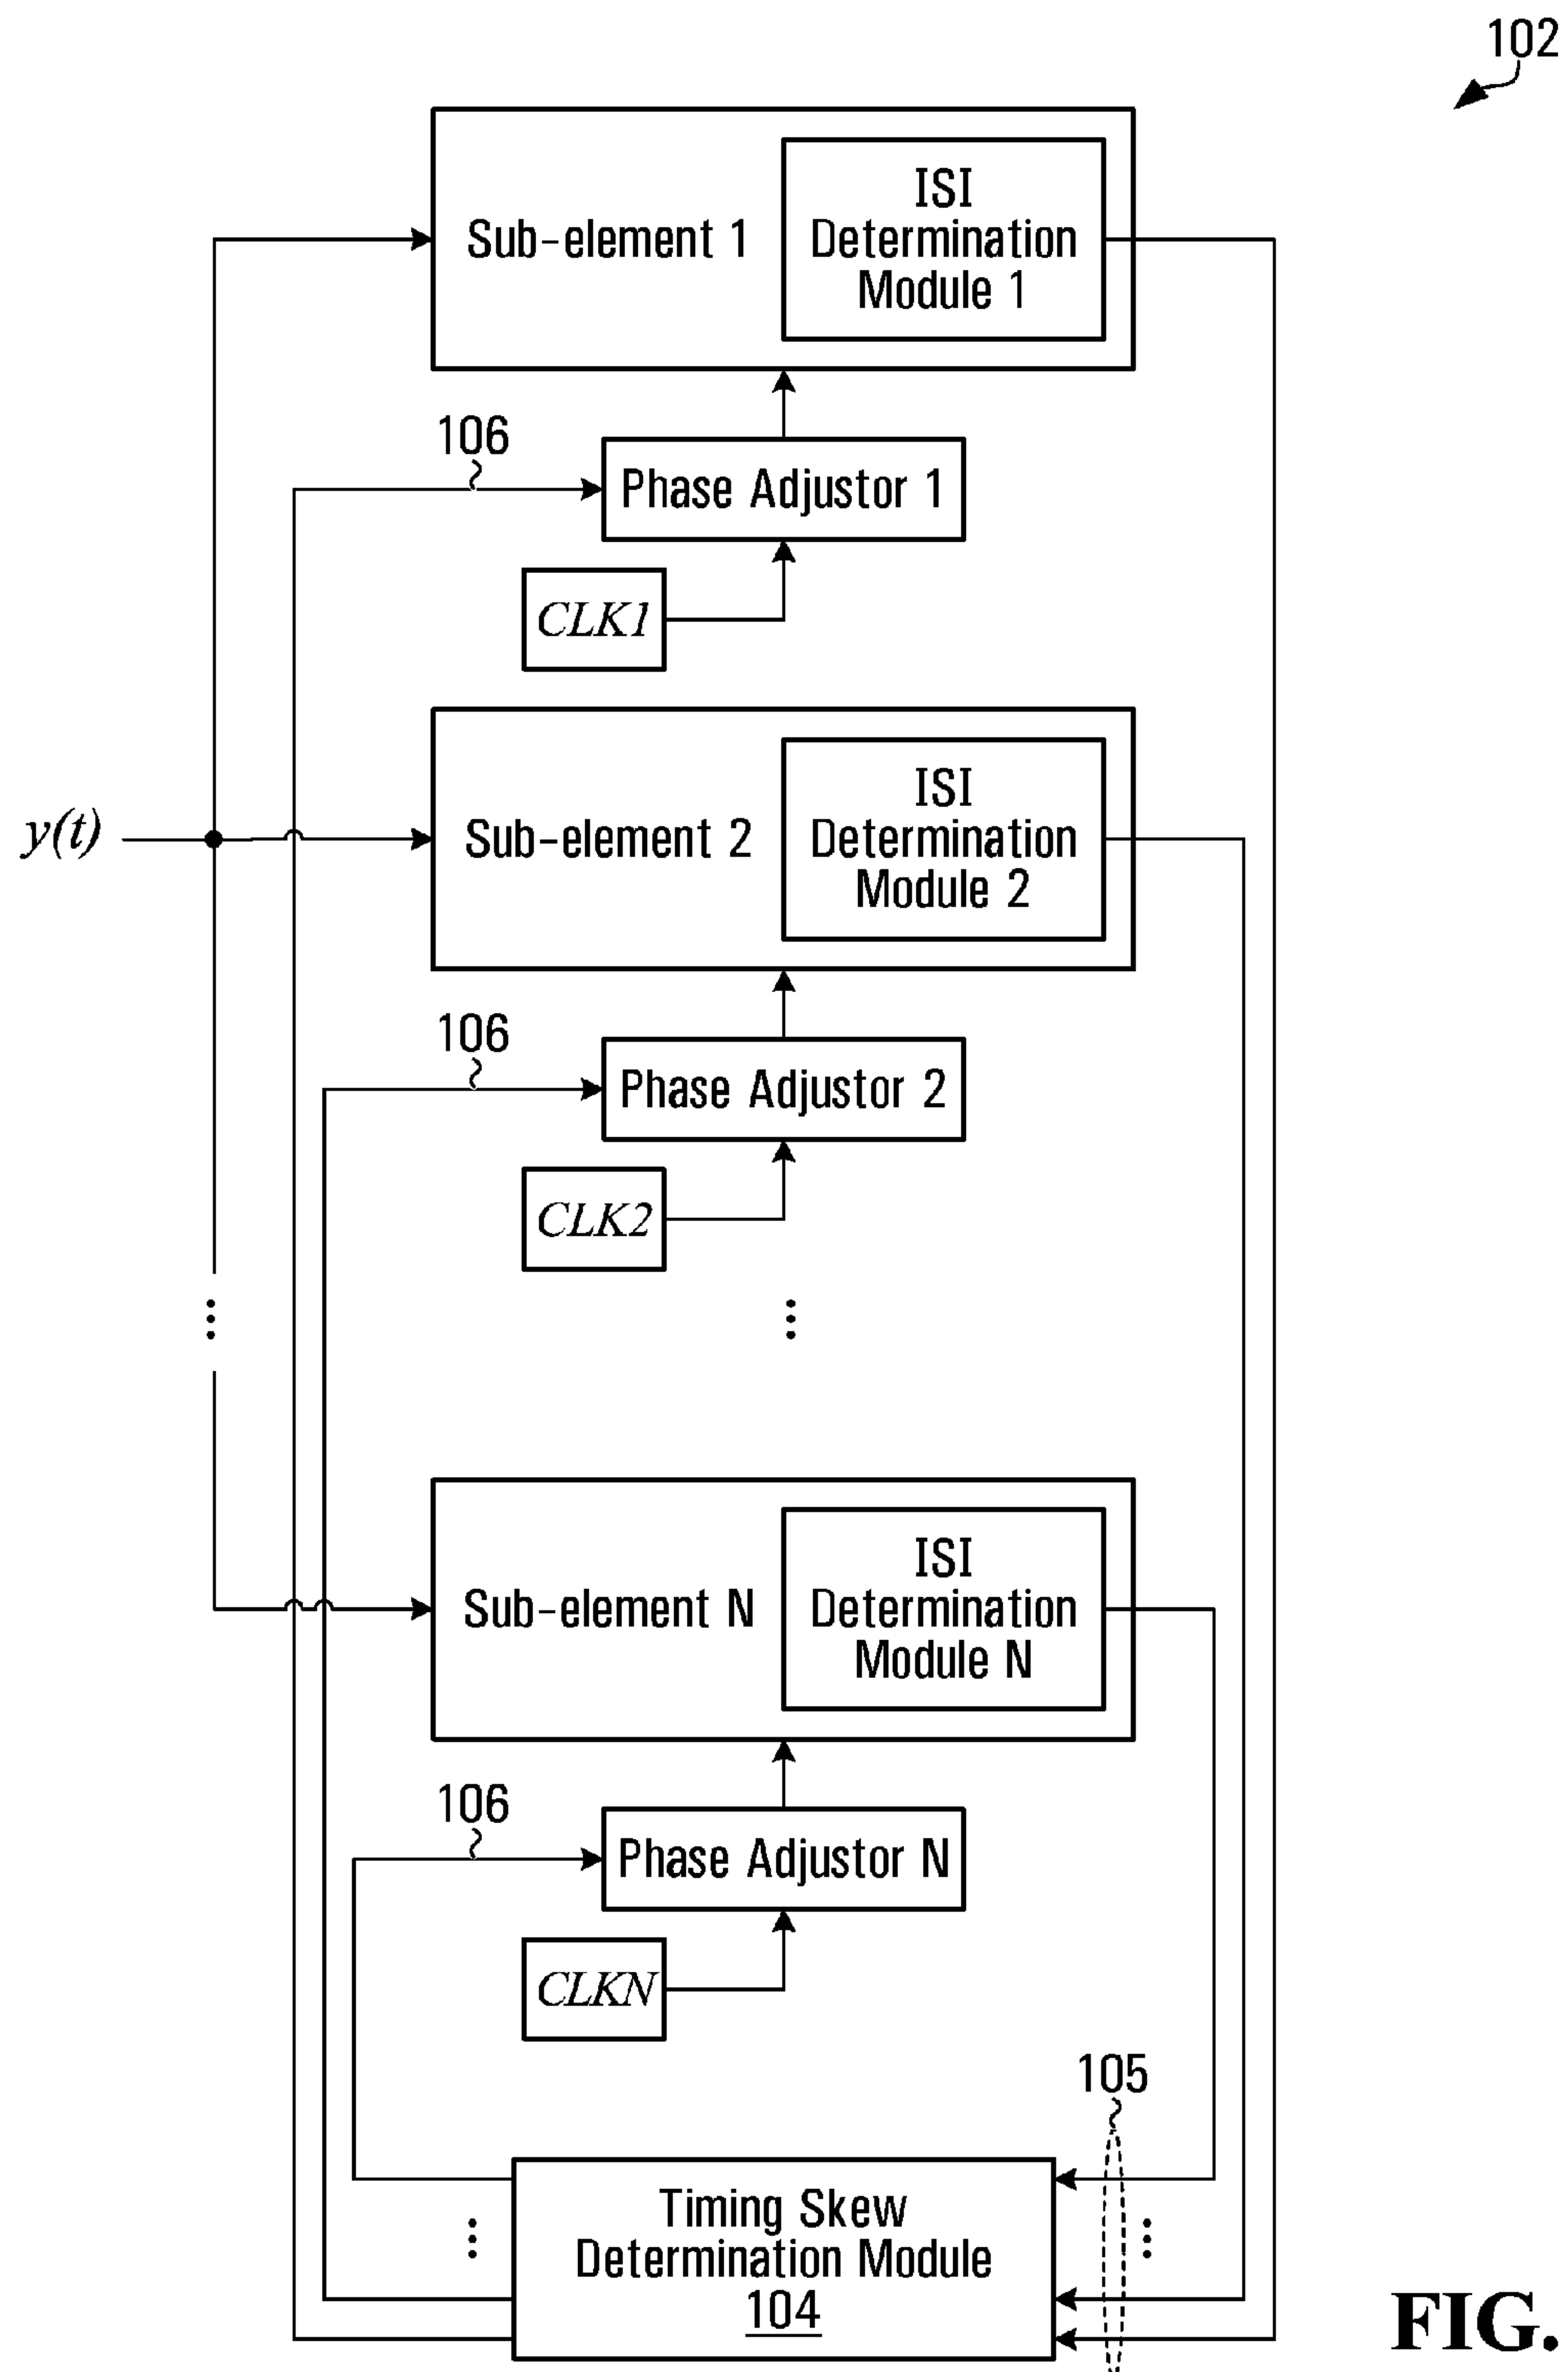 102
ISI
Sub-element 1
Determination
Module 1
106
Phase Adjustor 1
CLK1
ISI
y(t)
Sub-element 2
Determination
Module 2
106
Phase Adjustor 2
CLK2
ISI
Sub-element N
Determination
Module N
106
Phase Adjustor N
CLKN
105
Timing Skew
Determination Module
104
FIG.